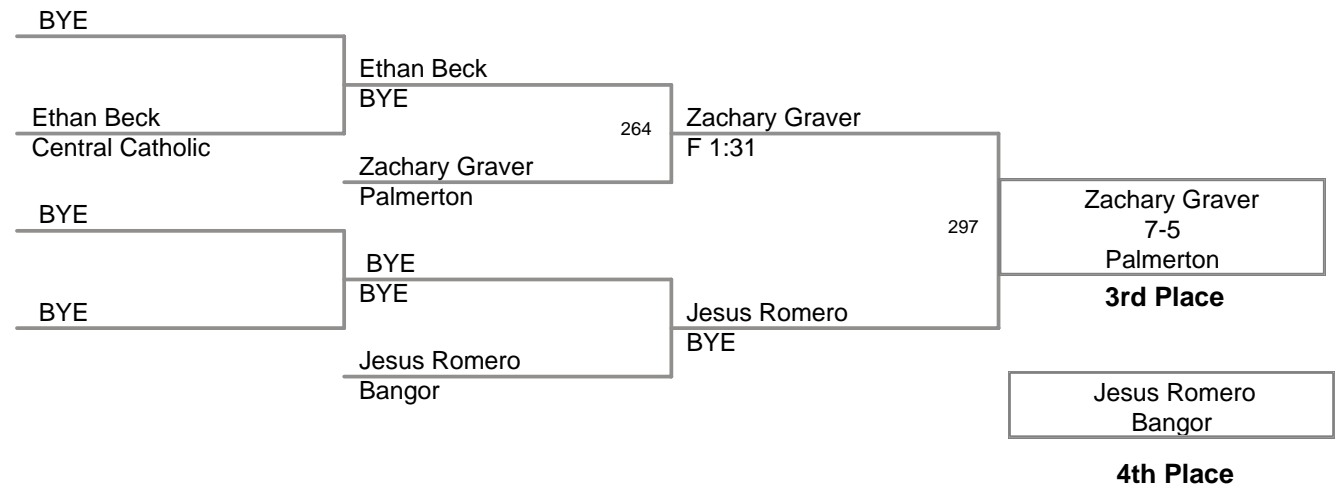 BYE
Ethan Beck
BYE
Ethan Beck
Central Catholic
264
Zachary Graver
F 1:31
Zachary Graver
Palmerton
BYE
297
Zachary Graver
7-5
Palmerton
3rd Place
BYE
BYE
BYE
Jesus Romero
BYE
Jesus Romero
Bangor
Jesus Romero
Bangor
4th Place